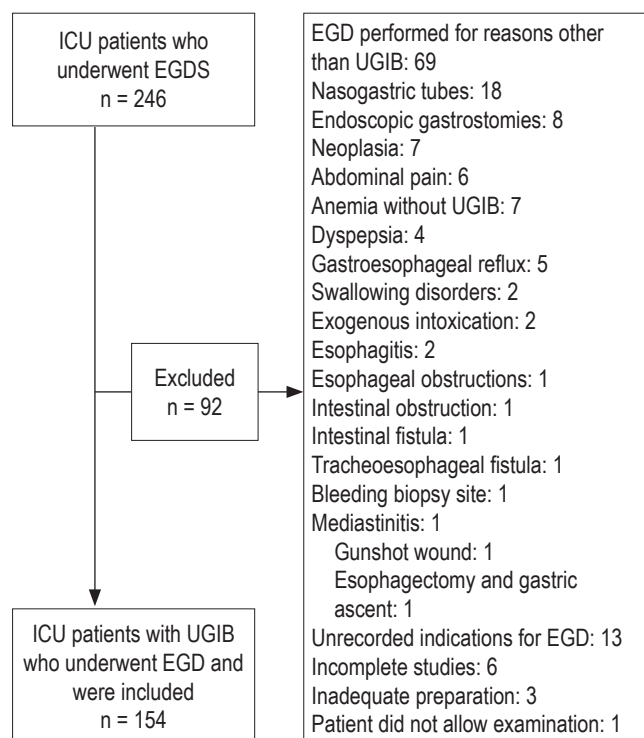 ICU patients who
underwent EGDS
n = 246
Excluded
n = 92
EGD performed for reasons other
than UGIB: 69
Nasogastric tubes: 18
Endoscopic gastrostomies: 8
Neoplasia: 7
Abdominal pain: 6
Anemia without UGIB: 7
Dyspepsia: 4
Gastroesophageal reflux: 5
Swallowing disorders: 2
Exogenous intoxication: 2
Esophagitis: 2
Esophageal obstructions: 1
Intestinal obstruction: 1
Intestinal fistula: 1
Tracheoesophageal fistula: 1
Bleeding biopsy site: 1
Mediastinitis: 1
Gunshot wound: 1
Esophagectomy and gastric
ascent: 1
Unrecorded indications for EGD: 13
Incomplete studies: 6
Inadequate preparation: 3
Patient did not allow examination: 1
ICU patients with UGIB
who underwent EGD and
were included
n = 154